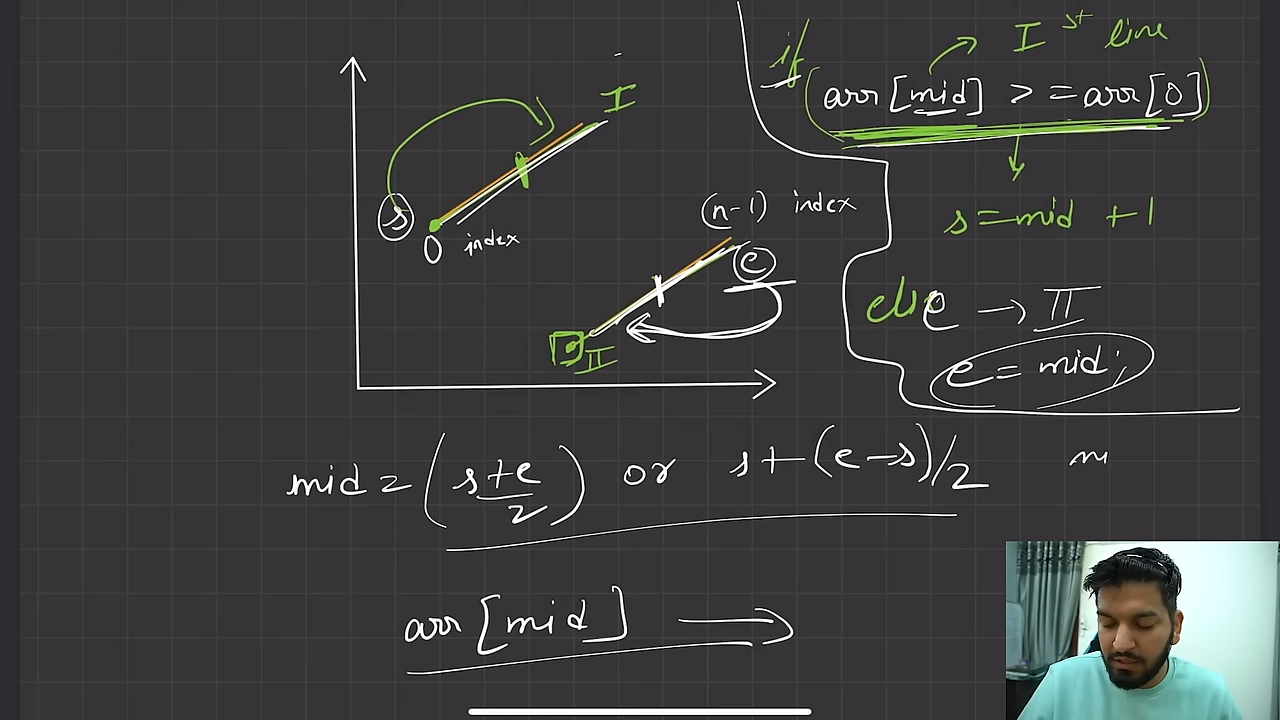 if
I st line
arr[mid] >= arr[0]
I
s
0 index
(n-1) index
s = mid + 1
e
else → II
II
e = mid;
mid = (s+e/2) or s+(e-s)/2
m
arr[mid] ⟹